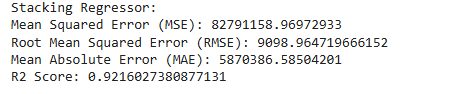 Stacking Regressor:
Mean Squared Error (MSE): 82791158.96972933
Root Mean Squared Error (RMSE): 9098.964719666152
Mean Absolute Error (MAE): 5870386.58504201
R2 Score: 0.9216027380877131